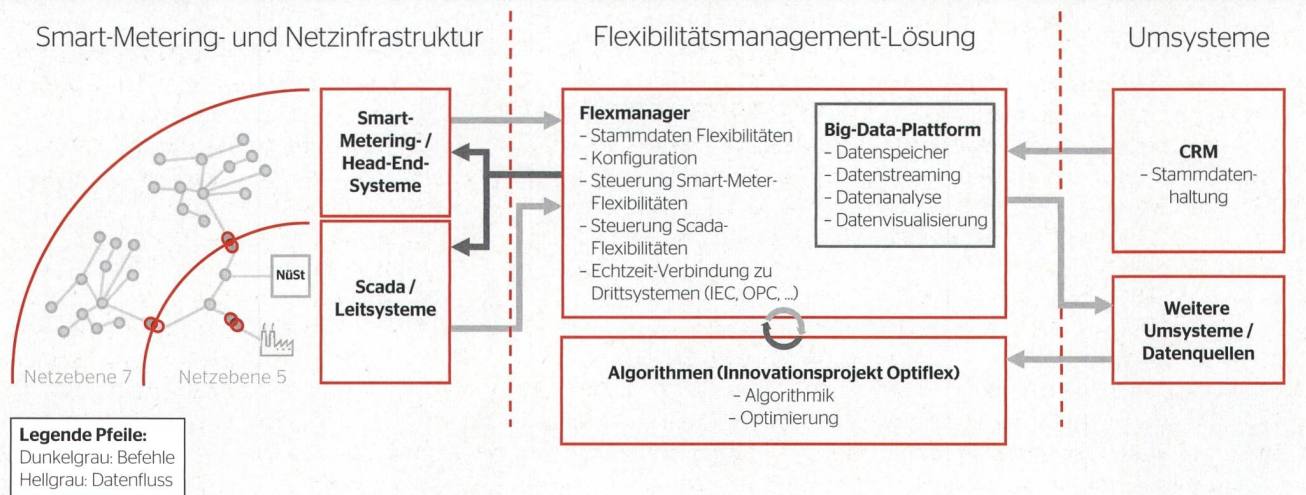 Smart-Metering- und Netzinfrastruktur
Flexibilitätsmanagement-Lösung
Umsysteme
Smart-
Metering- /
Head-End-
Systeme
Scada /
Leitsysteme
NüSt
Netzebene 7
Netzebene 5
Legende Pfeile:
Dunkelgrau: Befehle
Hellgrau: Datenfluss
Flexmanager
- Stammdaten Flexibilitäten
- Konfiguration
- Steuerung Smart-Meter-
Flexibilitäten
- Steuerung Scada-
Flexibilitäten
- Echtzeit-Verbindung zu
Drittsystemen (IEC, OPC, ...)
Big-Data-Plattform
- Datenspeicher
- Datenstreaming
- Datenanalyse
- Datenvisualisierung
Algorithmen (Innovationsprojekt Optiflex)
- Algorithmik
- Optimierung
CRM
- Stammdaten-
haltung
Weitere
Umsysteme /
Datenquellen